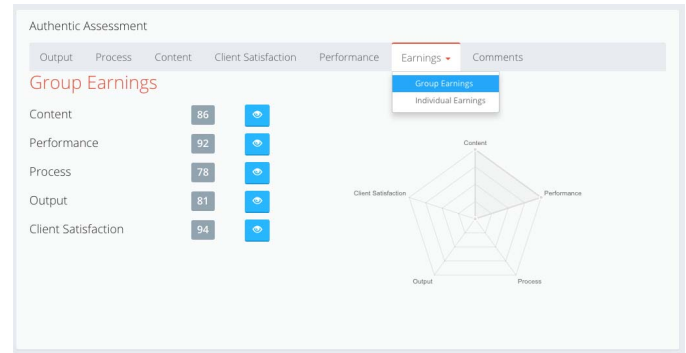 Authentic Assessment
Output Process Content Client Satisfaction Performance Earnings Comments
Group Earnings
Individual Earnings
Group Earnings
Content 86
Performance 92
Process 78
Output 81
Client Satisfaction 94
Content
Client Satisfaction Performance
Output Process